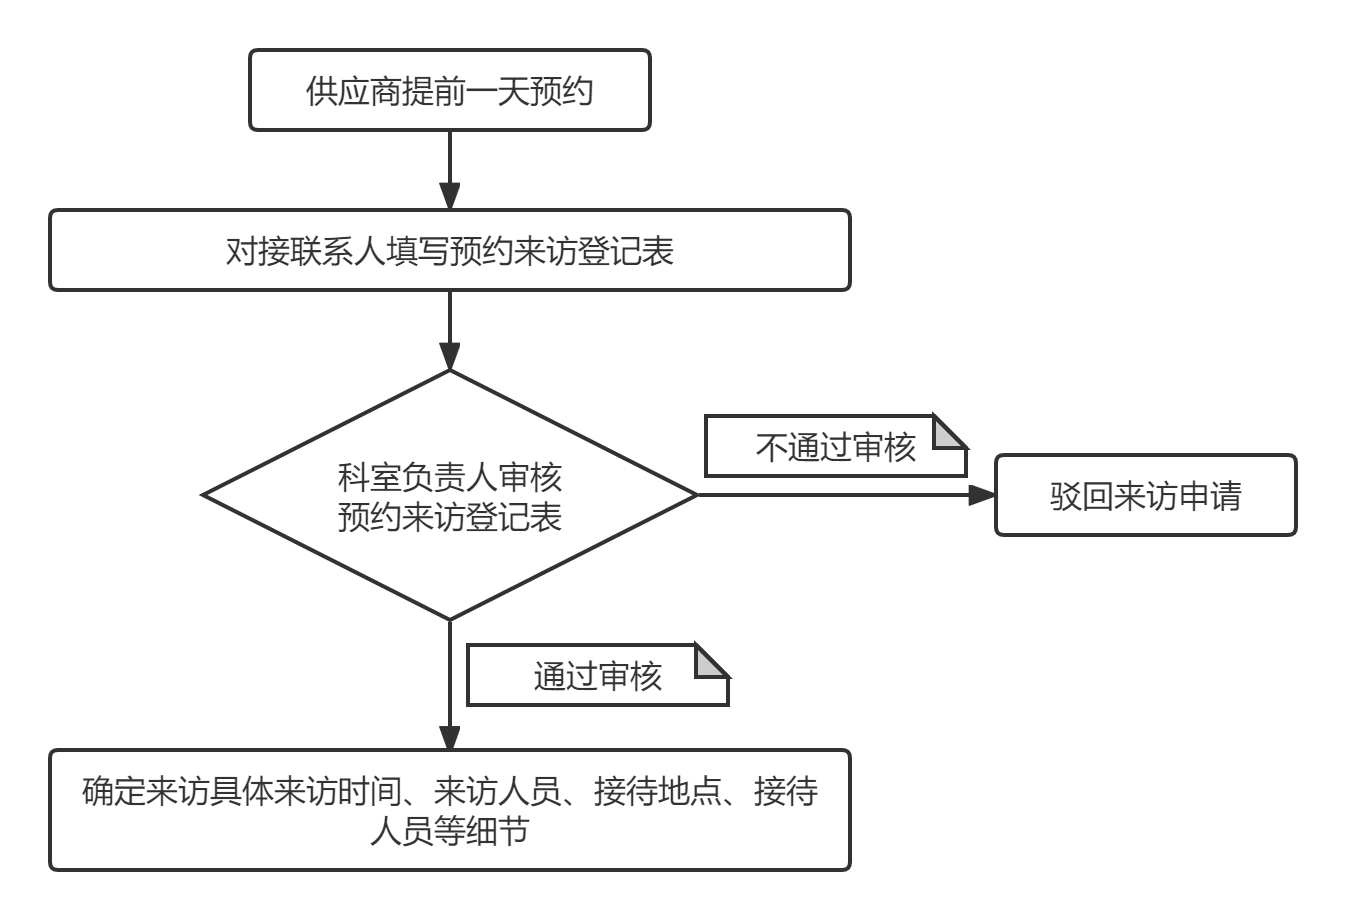 供应商提前一天预约
对接联系人填写预约来访登记表
科室负责人审核
预约来访登记表
不通过审核
驳回来访申请
通过审核
确定来访具体来访时间、来访人员、接待地点、接待
人员等细节